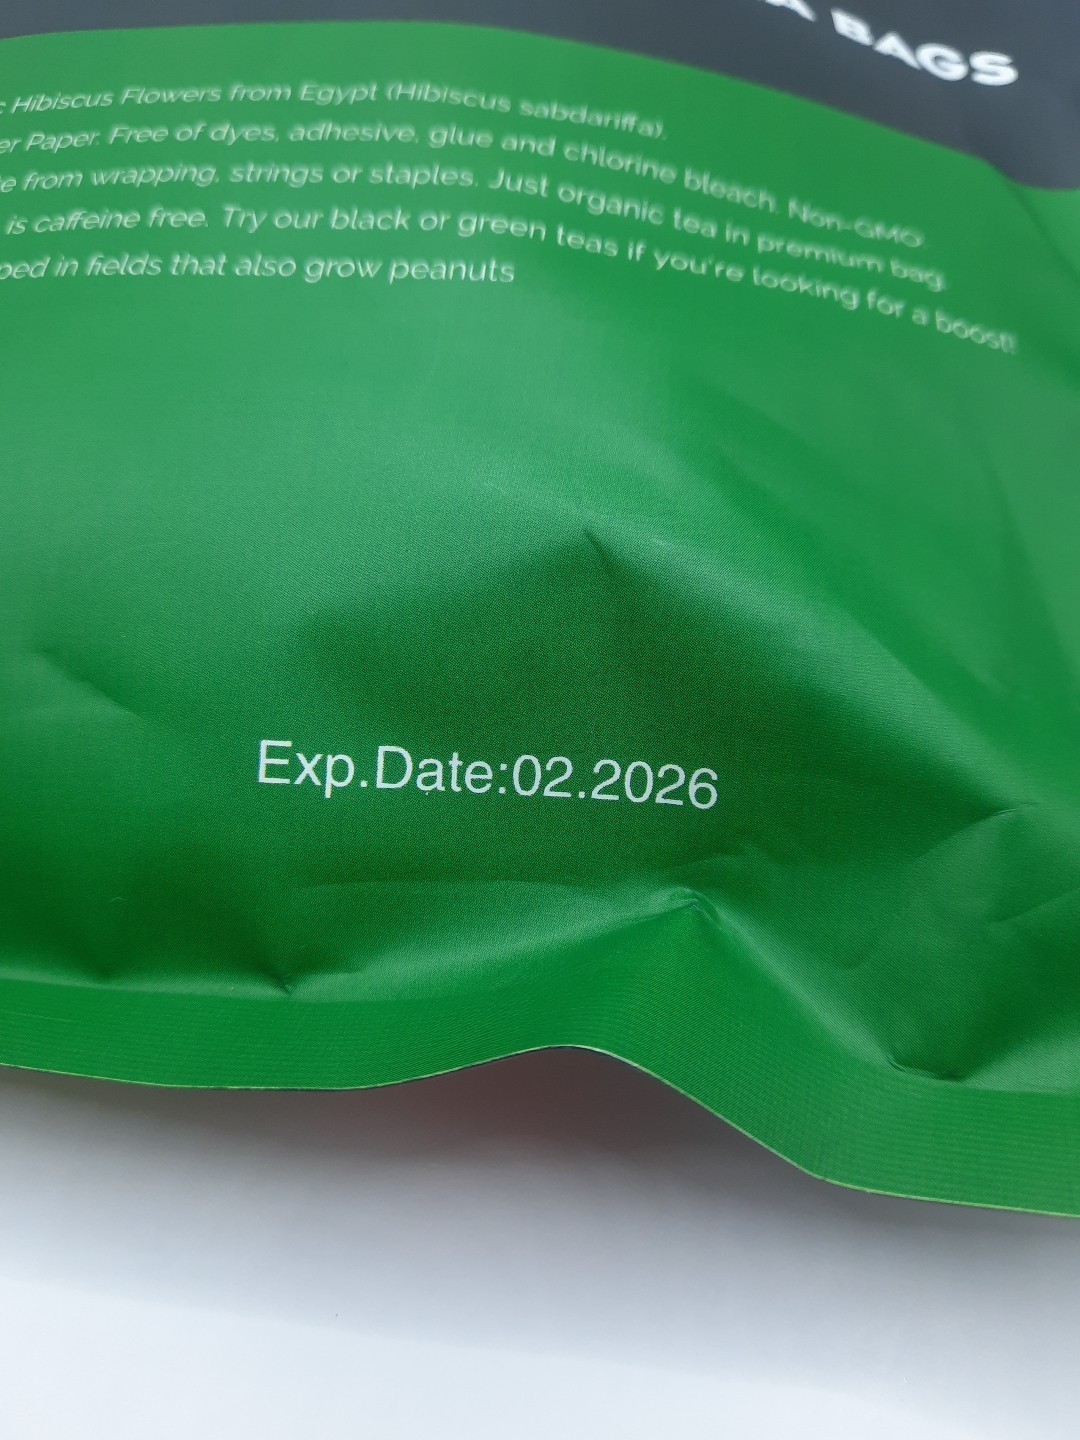 BAGS
Hibiscus Flowers from Egypt (Hibiscus sabdariffa).
Paper. Free of dyes, adhesive, glue and chlorine bleach. Non-GMO
from wrapping, strings or staples. Just organic tea in premium bag.
is caffeine free. Try our black or green teas if you're looking for a boost!
in fields that also grow peanuts
Exp.Date:02.2026